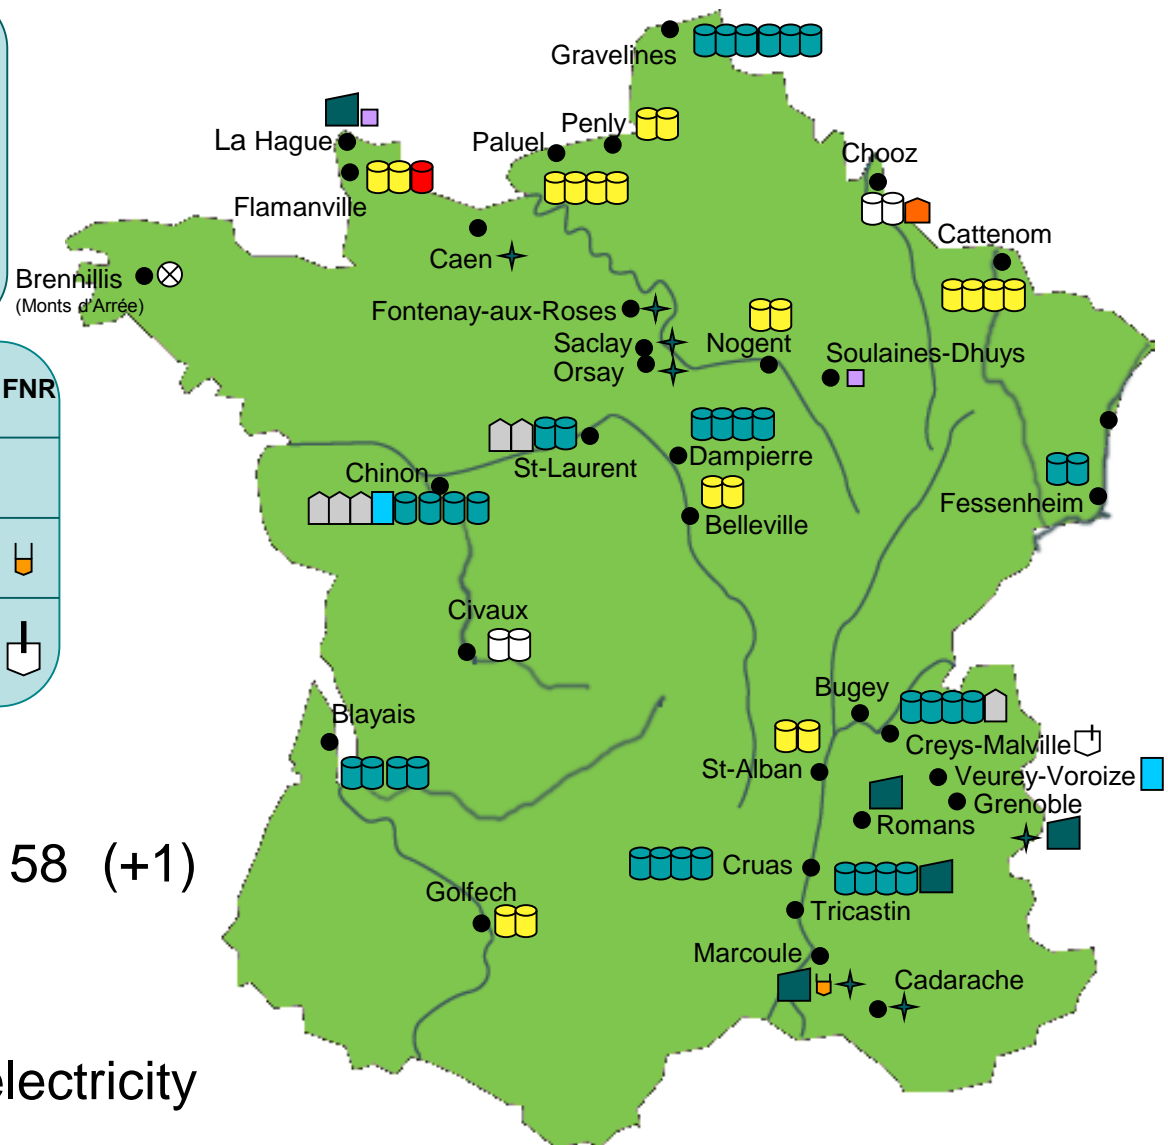 Gravelines
Penly
La Hague
Paluel
Chooz
Flamanville
Cattenom
Caen
Brennillis
(Monts d'Arrée)
Fontenay-aux-Roses
Saclay
Nogent
Soulaines-Dhuys
Orsay
FNR
Dampierre
St-Laurent
Chinon
Fessenheim
Belleville
Civaux
Bugey
Blayais
Creys-Malville
St-Alban
Veurey-Voroize
Grenoble
Romans
58 (+1)
Cruas
Golfech
Tricastin
Marcoule
Cadarache
electricity